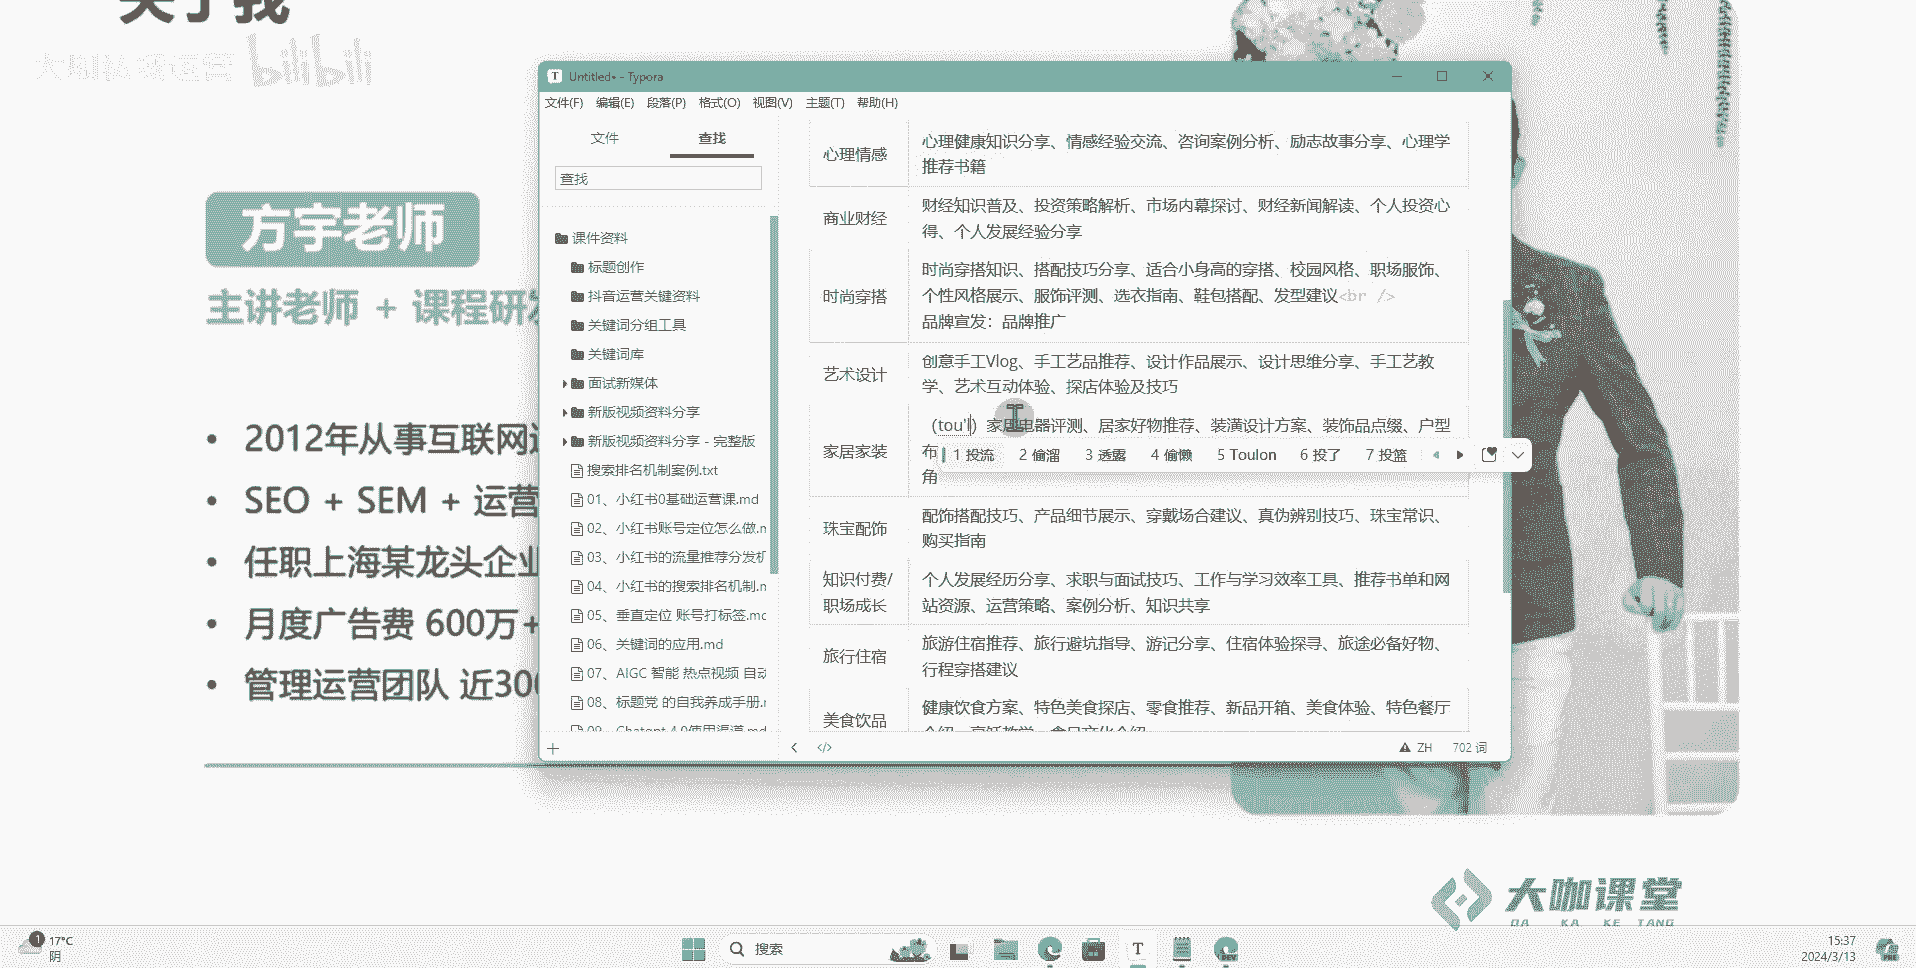 关于我
大咖私域运营 bilibili
方宇老师
主讲老师 + 课程研发
2012年从事互联网
SEO + SEM + 运营
任职上海某龙头企业
月度广告费 600万+
管理运营团队 近300
Untitled• - Typora
文件(F) 编辑(E) 段落(P) 格式(O) 视图(V) 主题(T) 帮助(H)
文件 查找
查找
课件资料
标题创作
抖音运营关键资料
关键词分组工具
关键词库
面试新媒体
新版视频资料分享
新版视频资料分享 - 完整版
搜索排名机制案例.txt
01、小红书0基础运营课.md
02、小红书账号定位怎么做.m
03、小红书的流量推荐分发机
04、小红书的搜索排名机制.m
05、垂直定位 账号打标签.mc
06、关键词的应用.md
07、AIGC 智能 热点视频 自动
08、标题党 的自我养成手册.r
09、Chatgpt 4.0使用渠道.md
心理情感
心理健康知识分享、情感经验交流、咨询案例分析、励志故事分享、心理学
推荐书籍
商业财经
财经知识普及、投资策略解析、市场内幕探讨、财经新闻解读、个人投资心
得、个人发展经验分享
时尚穿搭
时尚穿搭知识、搭配技巧分享、适合小身高的穿搭、校园风格、职场服饰、
个性风格展示、服饰评测、选衣指南、鞋包搭配、发型建议<br />
品牌宣发：品牌推广
艺术设计
创意手工Vlog、手工艺品推荐、设计作品展示、设计思维分享、手工艺教
学、艺术互动体验、探店体验及技巧
家居家装
（tou'l）家居电器评测、居家好物推荐、装潢设计方案、装饰品点缀、户型
布
角
1 投流 2 偷溜 3 透露 4 偷懒 5 Toulon 6 投了 7 投篮
珠宝配饰
配饰搭配技巧、产品细节展示、穿戴场合建议、真伪辨别技巧、珠宝常识、
购买指南
知识付费/
职场成长
个人发展经历分享、求职与面试技巧、工作与学习效率工具、推荐书单和网
站资源、运营策略、案例分析、知识共享
旅行住宿
旅游住宿推荐、旅行避坑指导、游记分享、住宿体验探寻、旅途必备好物、
行程穿搭建议
美食饮品
健康饮食方案、特色美食探店、零食推荐、新品开箱、美食体验、特色餐厅
</> ZH 702 词
大咖课堂
DA KA KE TANG
1 17°C
阴
搜索
T
DEV
15:37
2024/3/13
PRE